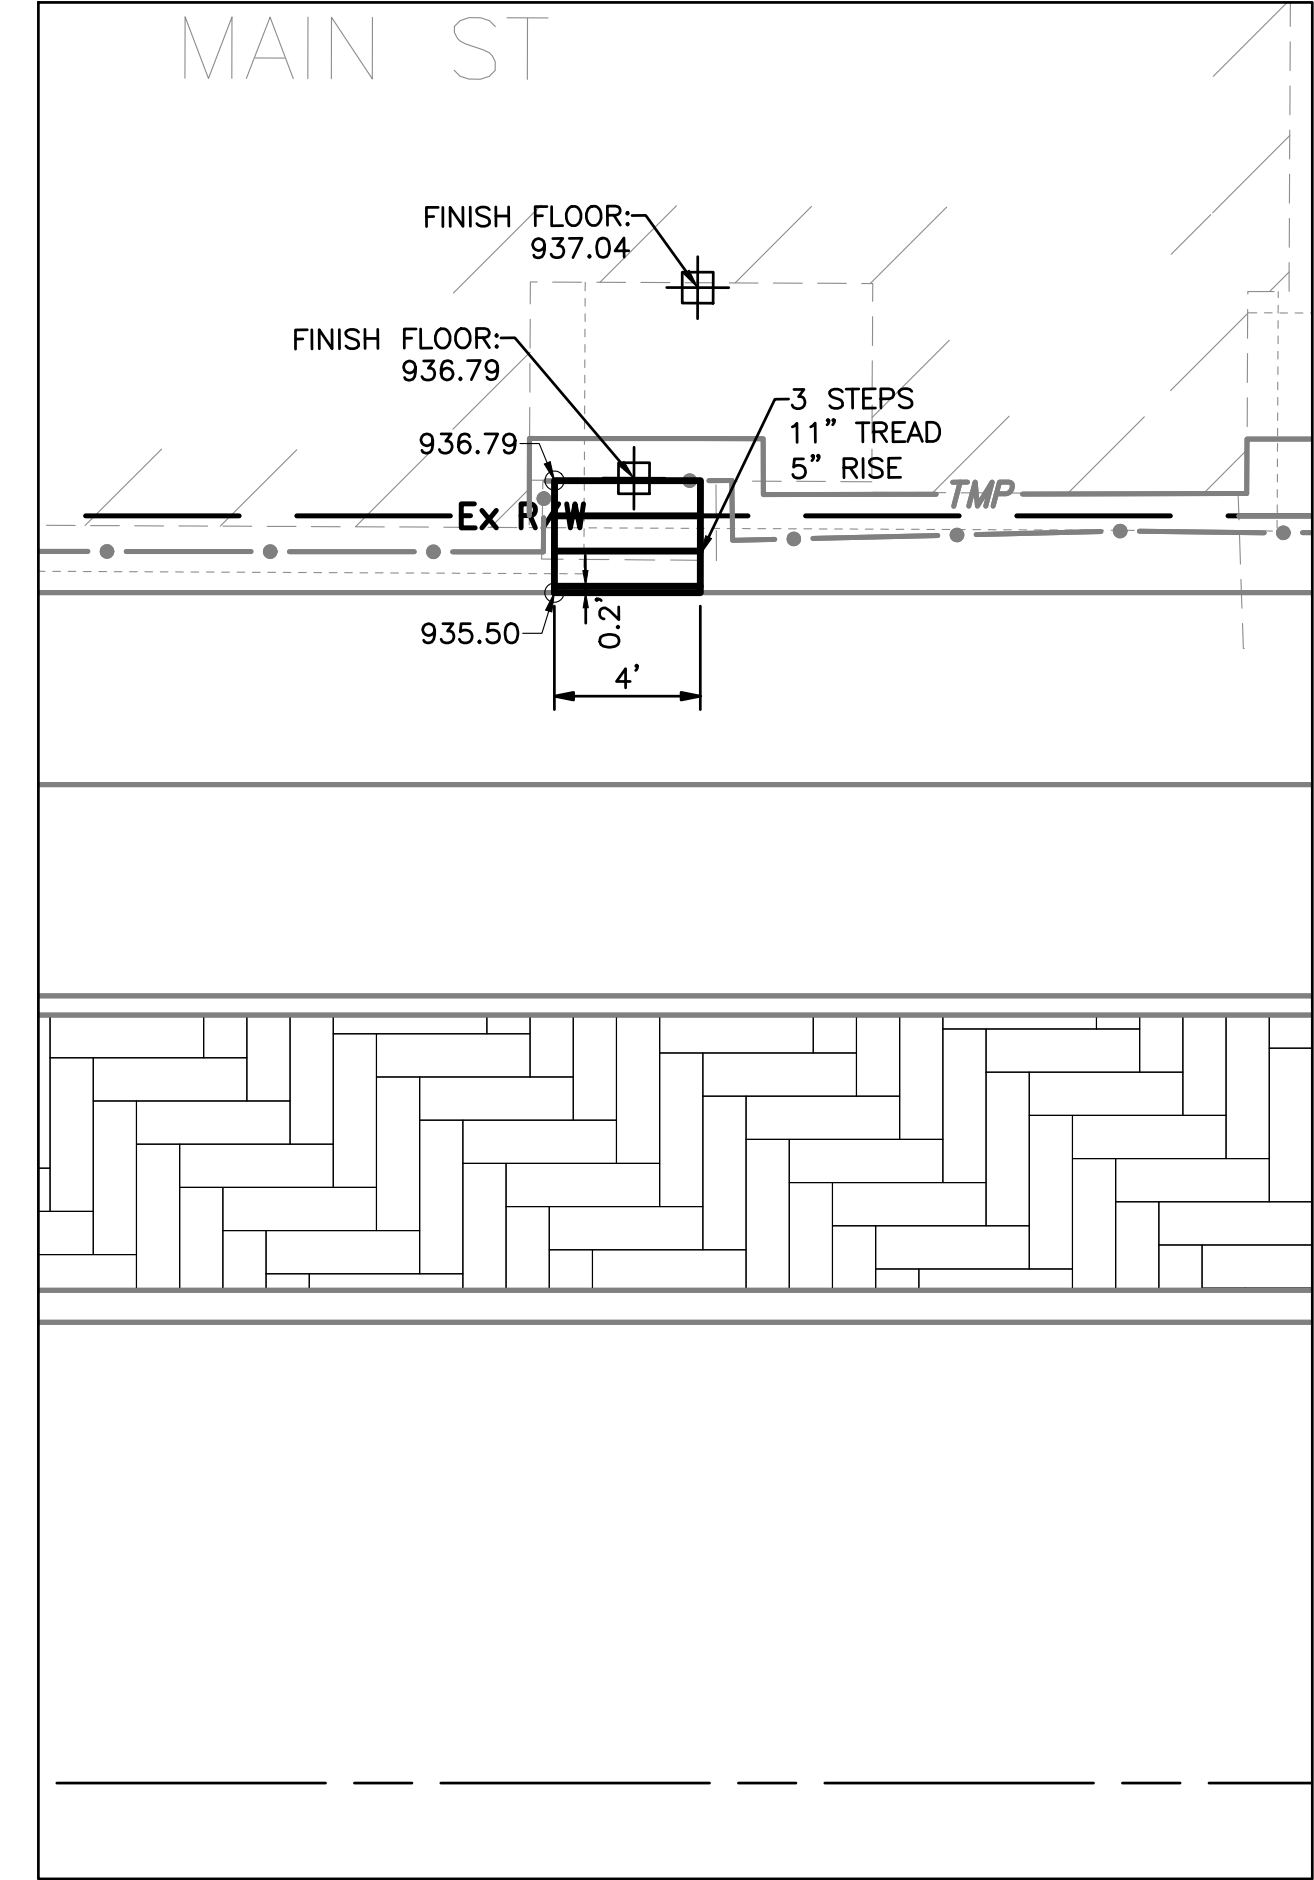 MAIN ST
FINISH FLOOR:
937.04
FINISH FLOOR:
936.79
3 STEPS
11” TREAD
5” RISE
936.79
TMP
Ex R/W
935.50
0.2'
4'